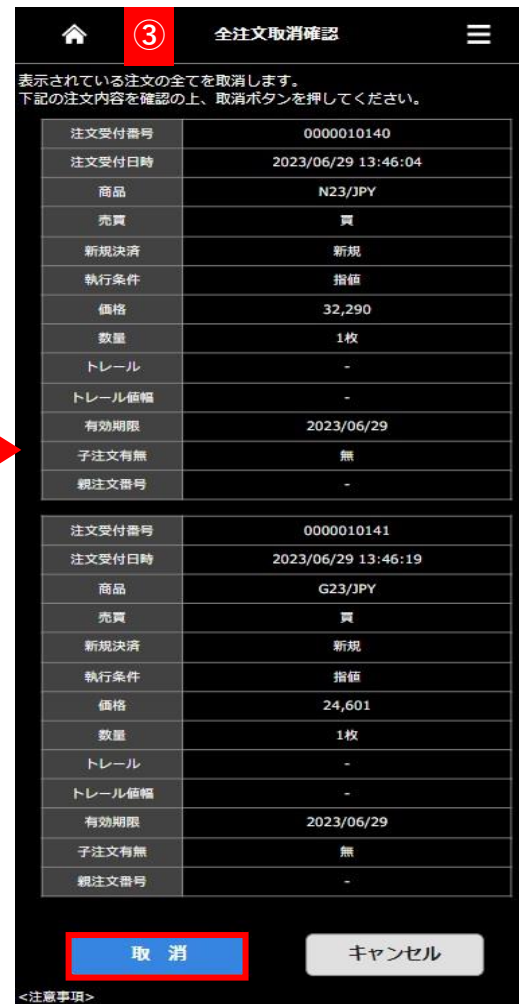 ③ 全注文取消確認
表示されている注文の全てを取消します。
下記の注文内容を確認の上、取消ボタンを押してください。
注文受付番号 0000010140
注文受付日時 2023/06/29 13:46:04
商品 N23/JPY
売買 買
新規決済 新規
執行条件 指値
価格 32,290
数量 1枚
トレール -
トレール値幅 -
有効期限 2023/06/29
子注文有無 無
親注文番号 -
注文受付番号 0000010141
注文受付日時 2023/06/29 13:46:19
商品 G23/JPY
売買 買
新規決済 新規
執行条件 指値
価格 24,601
数量 1枚
トレール -
トレール値幅 -
有効期限 2023/06/29
子注文有無 無
親注文番号 -
取 消 キャンセル
<注意事項>